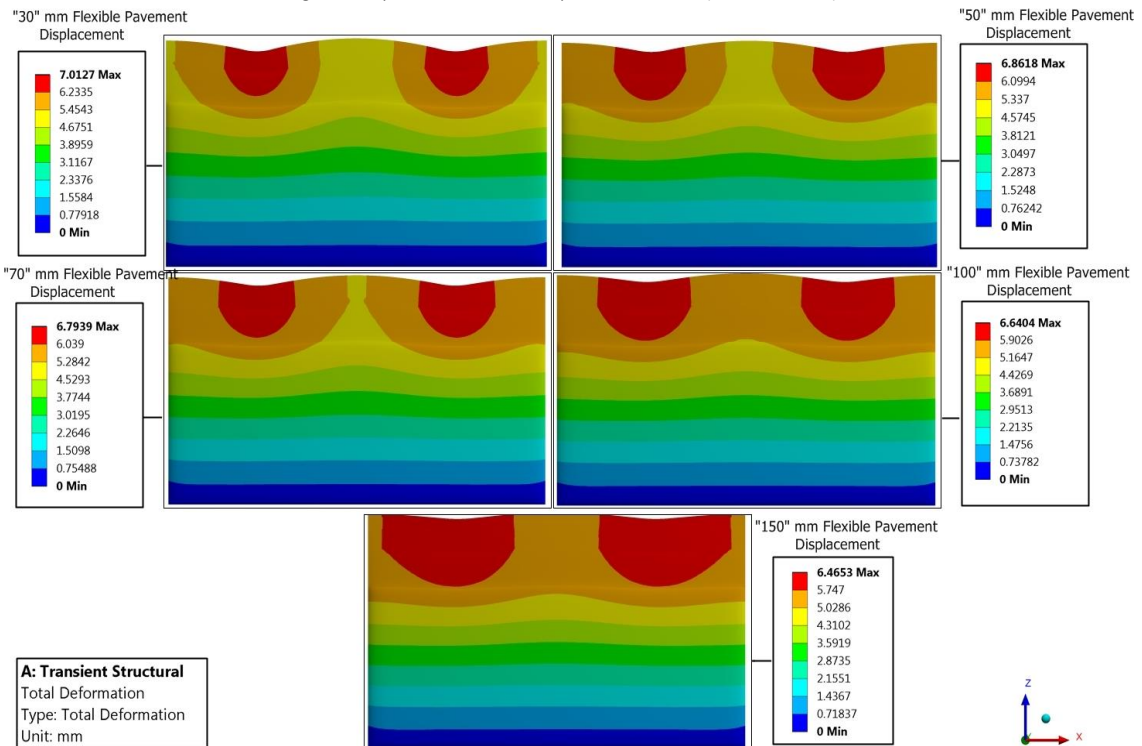 "30" mm Flexible Pavement
Displacement
7.0127 Max
6.2335
5.4543
4.6751
3.8959
3.1167
2.3376
1.5584
0.77918
0 Min
"50" mm Flexible Pavement
Displacement
6.8618 Max
6.0994
5.337
4.5745
3.8121
3.0497
2.2873
1.5248
0.76242
0 Min
"70" mm Flexible Pavement
Displacement
6.7939 Max
6.039
5.2842
4.5293
3.7744
3.0195
2.2646
1.5098
0.75488
0 Min
"100" mm Flexible Pavement
Displacement
6.6404 Max
5.9026
5.1647
4.4269
3.6891
2.9513
2.2135
1.4756
0.73782
0 Min
"150" mm Flexible Pavement
Displacement
6.4653 Max
5.747
5.0286
4.3102
3.5919
2.8735
2.1551
1.4367
0.71837
0 Min
A: Transient Structural
Total Deformation
Type: Total Deformation
Unit: mm
Z
X